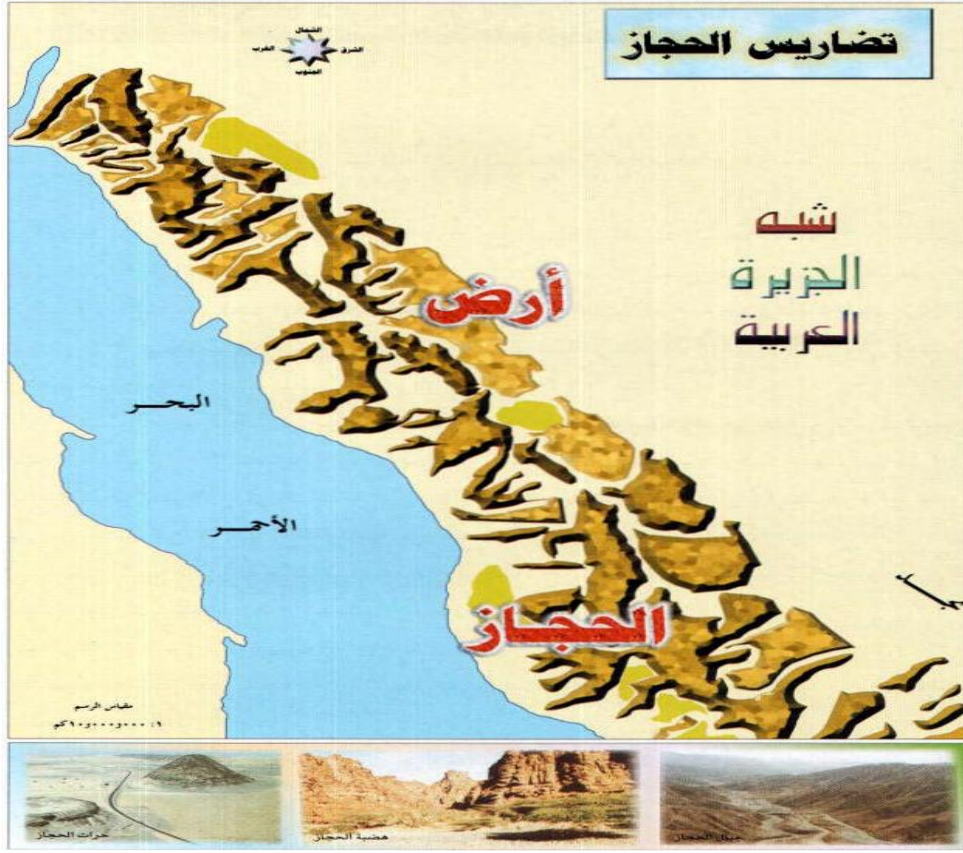 تضاريس الحجاز
الشمال
الشرق
الغرب
الجنوب
شبه
الجزيرة
العربية
أرض
الحجاز
البحر
الأحمر
مقياس الرسم
جبال الحجاز
هضبة الحجاز
حرات الحجاز